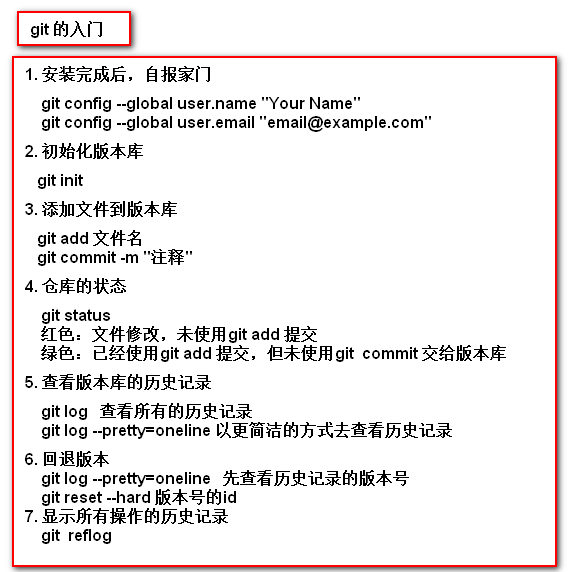 git 的入门
1. 安装完成后，自报家门
git config --global user.name "Your Name"
git config --global user.email "email@example.com"
2. 初始化版本库
git init
3. 添加文件到版本库
git add 文件名
git commit -m "注释"
4. 仓库的状态
git status
红色：文件修改，未使用git add 提交
绿色：已经使用git add 提交，但未使用git  commit 交给版本库
5. 查看版本库的历史记录
git log   查看所有的历史记录
git log --pretty=oneline 以更简洁的方式去查看历史记录
6. 回退版本
git log --pretty=oneline   先查看历史记录的版本号
git reset --hard 版本号的id
7. 显示所有操作的历史记录
git  reflog